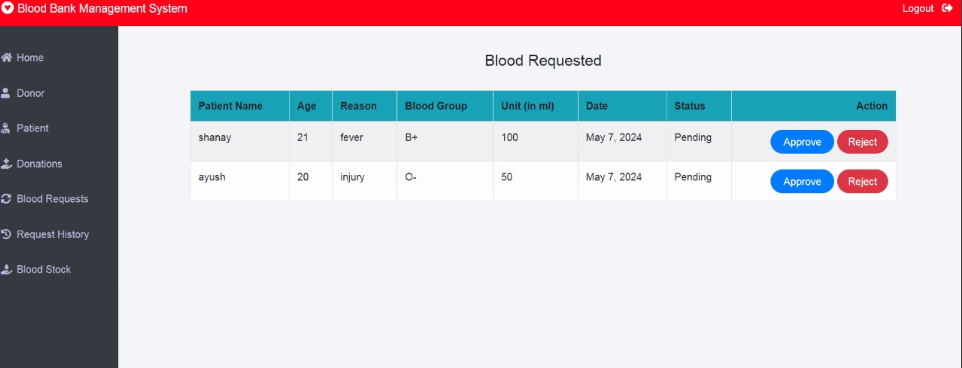 Blood Bank Management System
Logout
Home
Donor
Patient
Donations
Blood Requests
Request History
Blood Stock
Blood Requested
Patient Name Age Reason Blood Group Unit (in ml) Date Status Action
shanay 21 fever B+ 100 May 7, 2024 Pending Approve Reject
ayush 20 injury O- 50 May 7, 2024 Pending Approve Reject